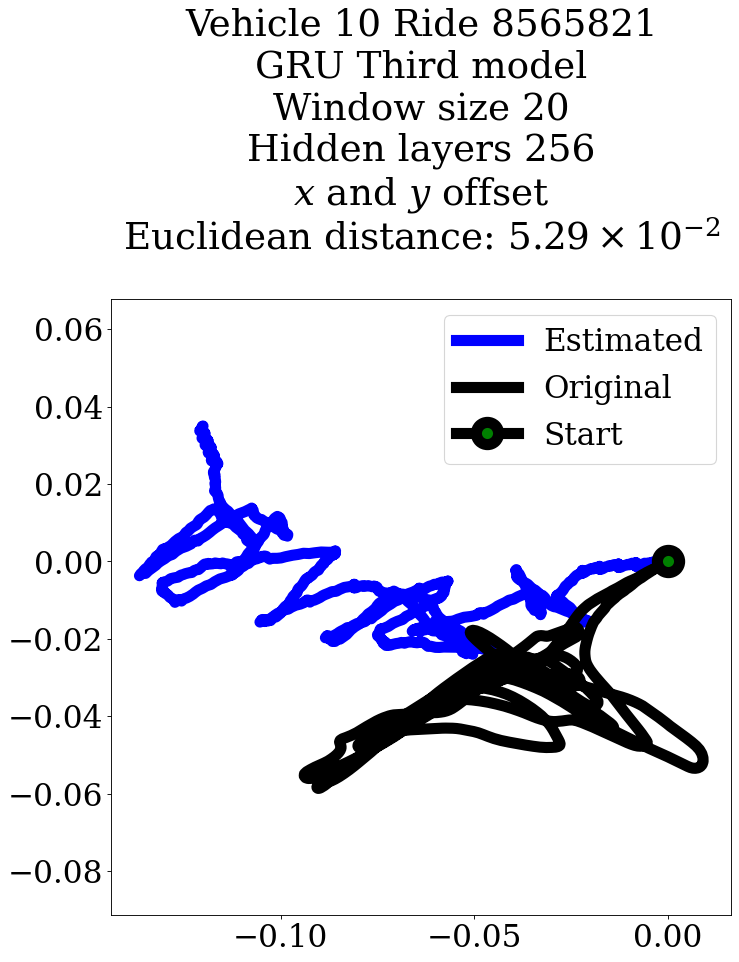 Vehicle 10 Ride 8565821
GRU Third model
Window size 20
Hidden layers 256
x and y offset
Euclidean distance: 5.29 × 10⁻²
0.06
0.04
0.02
0.00
−0.02
−0.04
−0.06
−0.08
Estimated
Original
Start
−0.10
−0.05
0.00